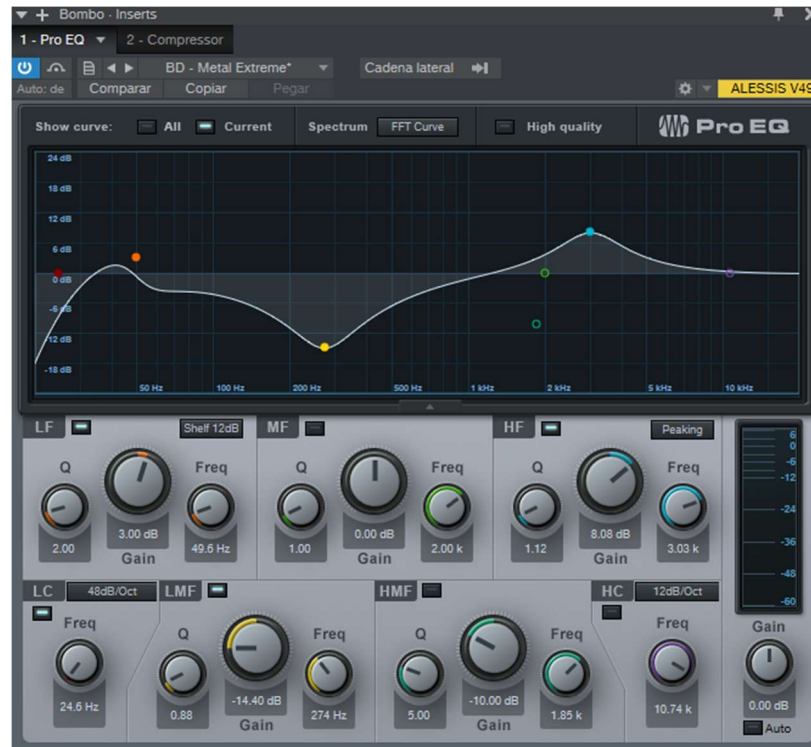 Bombo - Inserts
1 - Pro EQ 2 - Compressor
BD - Metal Extreme* Cadena lateral
Auto: de Comparar Copiar Pegar ALESSIS V49
Show curve: All Current Spectrum FFT Curve High quality Pro EQ
24 dB
18 dB
12 dB
6 dB
0 dB
-6 dB
-12 dB
-18 dB
50 Hz 100 Hz 200 Hz 500 Hz 1 kHz 2 kHz 5 kHz 10 kHz
LF Shelf 12dB MF HF Peaking
Q Freq Q Freq Q Freq
2.00 3.00 dB 49.6 Hz 1.00 0.00 dB 2.00 k 1.12 8.08 dB 3.03 k
Gain Gain Gain
6
0
-6
-12
-24
-36
-48
-60
LC 48dB/Oct LMF HMF HC 12dB/Oct
Freq Q Freq Q Freq Freq Gain
24.6 Hz 0.88 -14.40 dB 274 Hz 5.00 -10.00 dB 1.85 k 10.74 k 0.00 dB
Gain Gain Auto